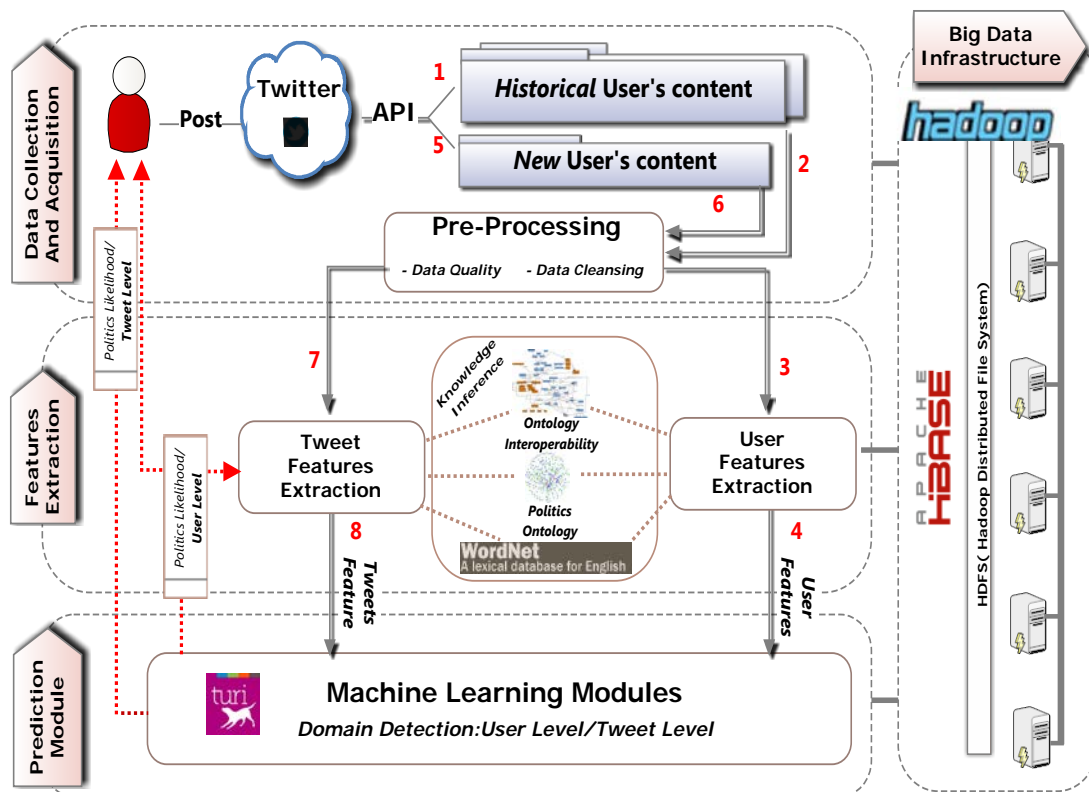 Data Collection
And Acquisition
Post
Twitter
API
1
Historical User's content
5
New User's content
2
6
Pre-Processing
- Data Quality
- Data Cleansing
Big Data
Infrastructure
hadoop
Politics Likelihood/
Tweet Level
Features
Extraction
7
3
Knowledge
Inference
Ontology
Interoperability
Tweet
Features
Extraction
User
Features
Extraction
Politics
Ontology
WordNet
A lexical database for English
Politics Likelihood/
User Level
8
4
Tweets
Feature
User
Features
APACHE
HBASE
HDFS( Hadoop Distributed File System)
Prediction
Module
turi
Machine Learning Modules
Domain Detection:User Level/Tweet Level